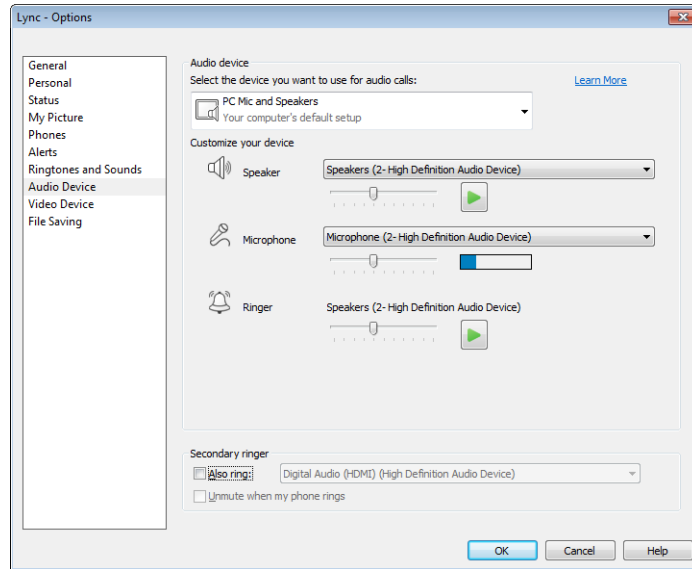 Lync - Options
General
Personal
Status
My Picture
Phones
Alerts
Ringtones and Sounds
Audio Device
Video Device
File Saving
Audio device
Select the device you want to use for audio calls:
Learn More
PC Mic and Speakers
Your computer's default setup
Customize your device
Speaker
Speakers (2- High Definition Audio Device)
Microphone
Microphone (2- High Definition Audio Device)
Ringer
Speakers (2- High Definition Audio Device)
Secondary ringer
Also ring:
Digital Audio (HDMI) (High Definition Audio Device)
Unmute when my phone rings
OK
Cancel
Help